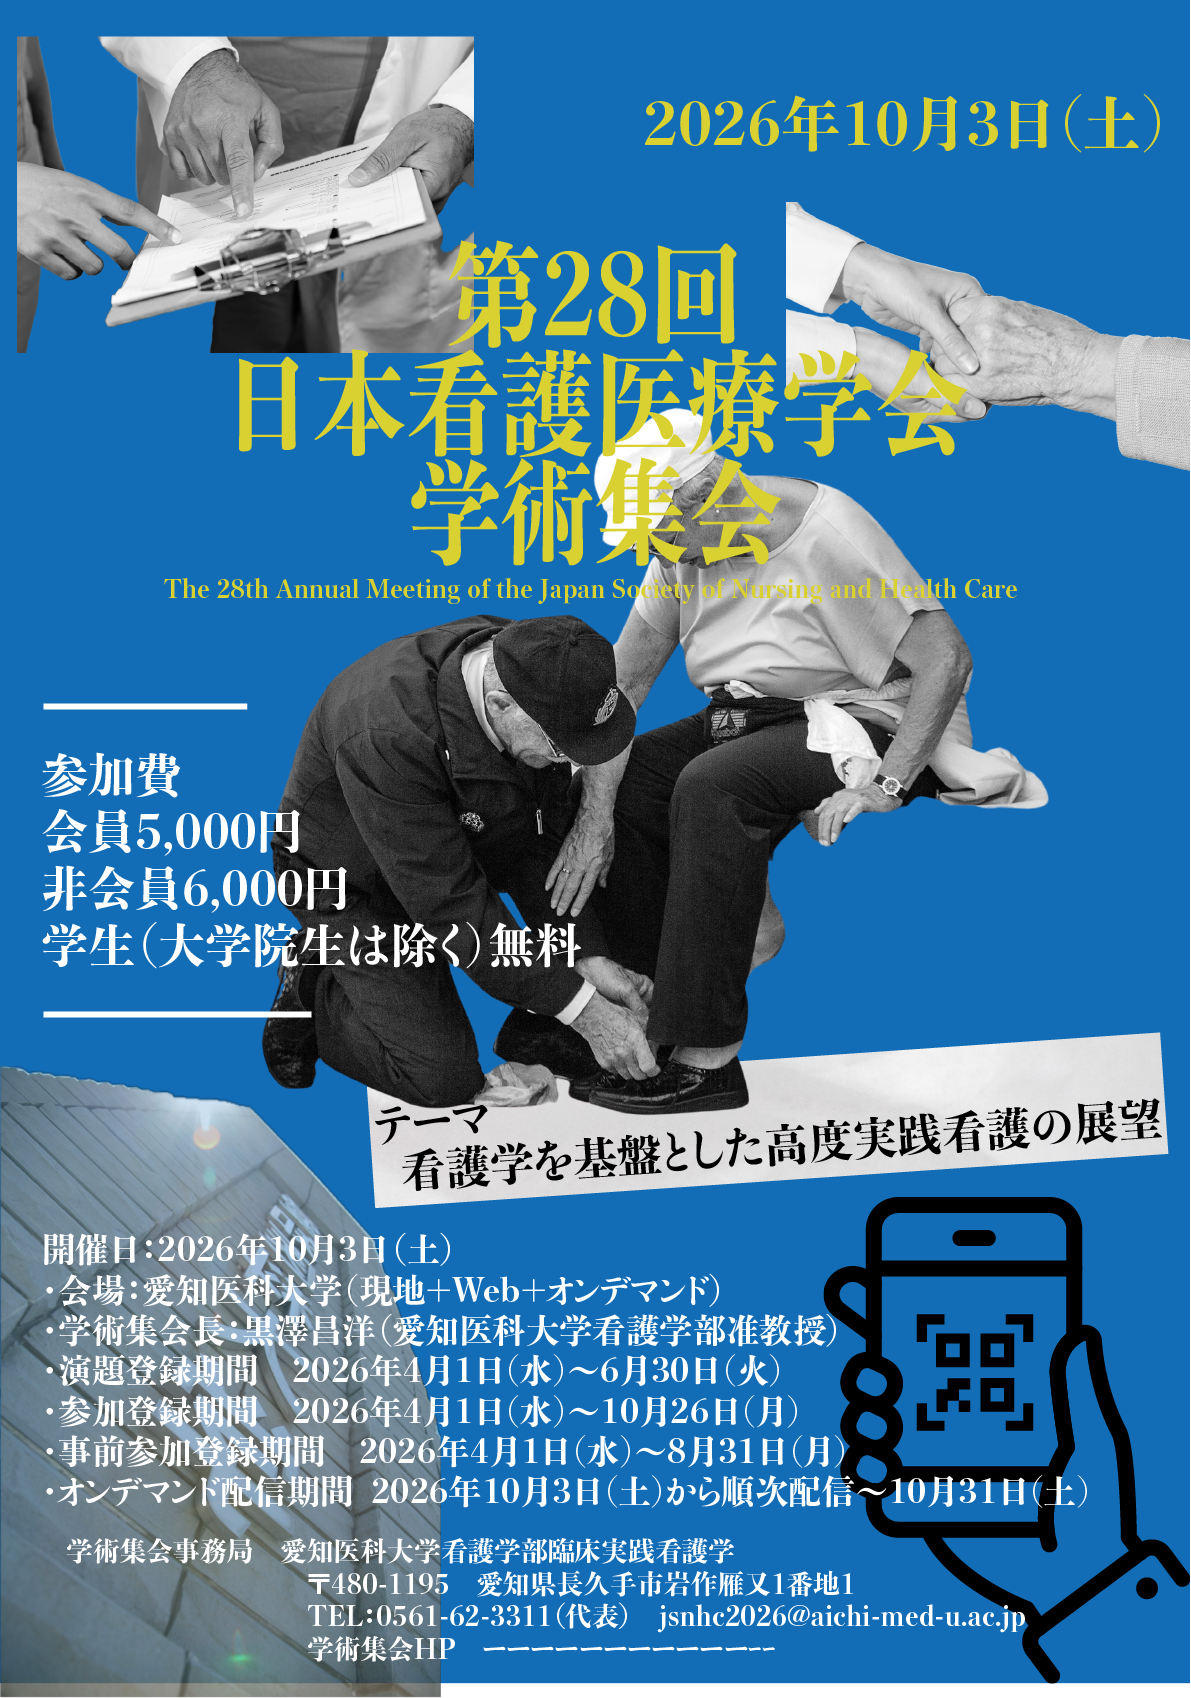 2026年10月3日（土）
第28回
日本看護医療学会
学術集会
The 28th Annual Meeting of the Japan Society of Nursing and Health Care
参加費
会員5,000円
非会員6,000円
学生（大学院生は除く）無料
テーマ
看護学を基盤とした高度実践看護の展望
開催日：2026年10月3日（土）
・会場：愛知医科大学（現地＋Web＋オンデマンド）
・学術集会長：黒澤昌洋（愛知医科大学看護学部准教授）
・演題登録期間　2026年4月1日（水）～6月30日（火）
・参加登録期間　2026年4月1日（水）～10月26日（月）
・事前参加登録期間　2026年4月1日（水）～8月31日（月）
・オンデマンド配信期間 2026年10月3日（土）から順次配信～10月31日（土）
学術集会事務局　愛知医科大学看護学部臨床実践看護学
〒480-1195　愛知県長久手市岩作雁又1番地1
TEL：0561-62-3311（代表）　jsnhc2026@aichi-med-u.ac.jp
学術集会HP　ーーーーーーーーーーー--